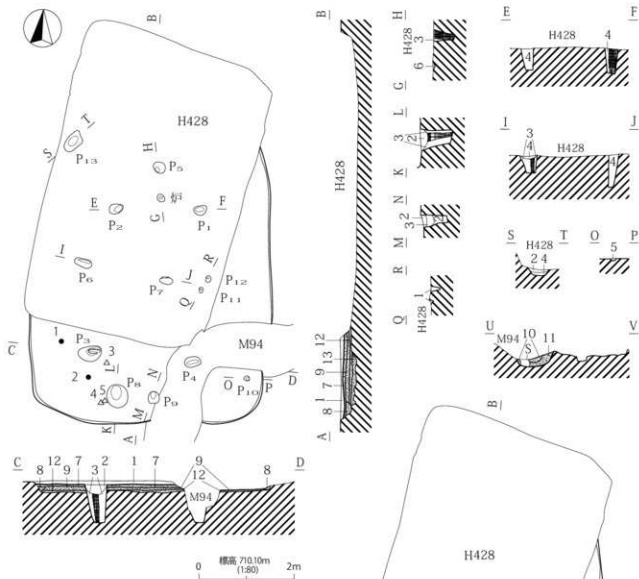 B
H428
T
S
P13
H
P5
炉
G
E
P2
F
P1
I
P6
R
J
P7
P12
P11
Q
C
1
P3
3
L
M94
N
P4
2
4
5
P8
P9
O
P10
P
D
K
M
A
B
H428
12
13
9
7
1
8
A
H
H428
3
6
G
L
3
2
K
N
2
3
M
R
1
H428
Q
E
F
H428
4
4
I
J
3
4
H428
4
S
H428
T
2 4
O
P
5
U
M94
10
S
11
V
C
8 12 9 7 3 2 1 7 9
12
8
D
M94
標高 710.10m
(1:80)
0 2m
B
H428